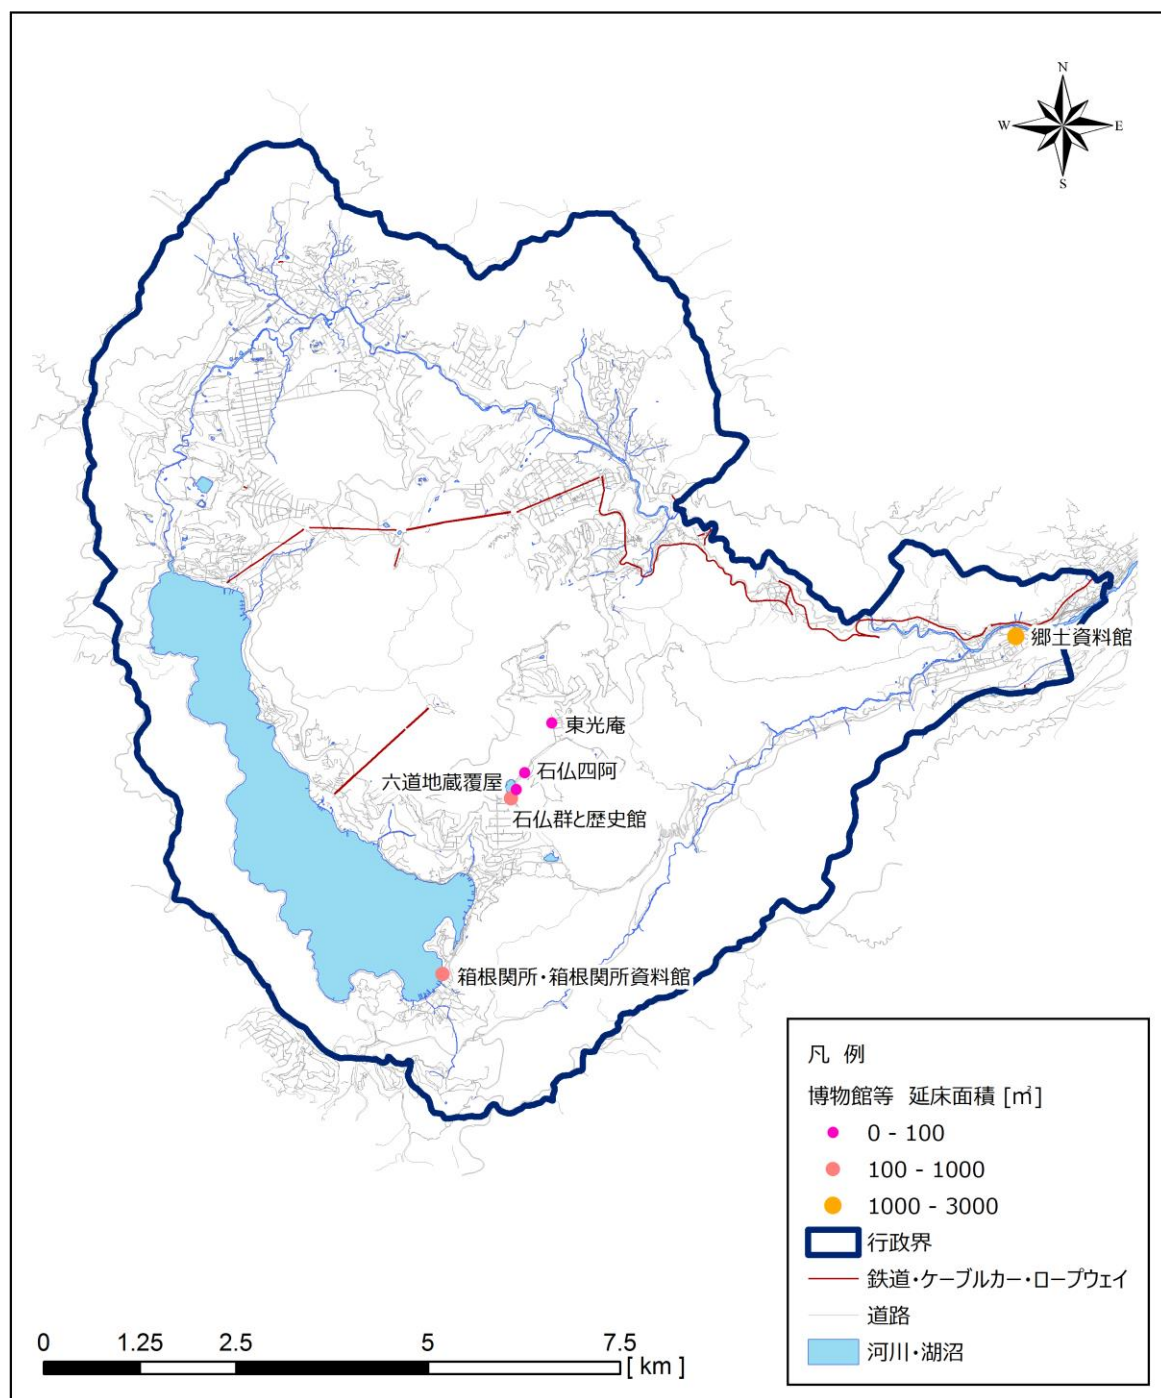 N
W E
S
郷土資料館
東光庵
石仏四阿
六道地蔵覆屋
石仏群と歴史館
箱根関所・箱根関所資料館
凡 例
博物館等 延床面積 [㎡]
0 - 100
100 - 1000
1000 - 3000
行政界
鉄道・ケーブルカー・ロープウェイ
道路
河川・湖沼
0 1.25 2.5 5 7.5
[ km ]